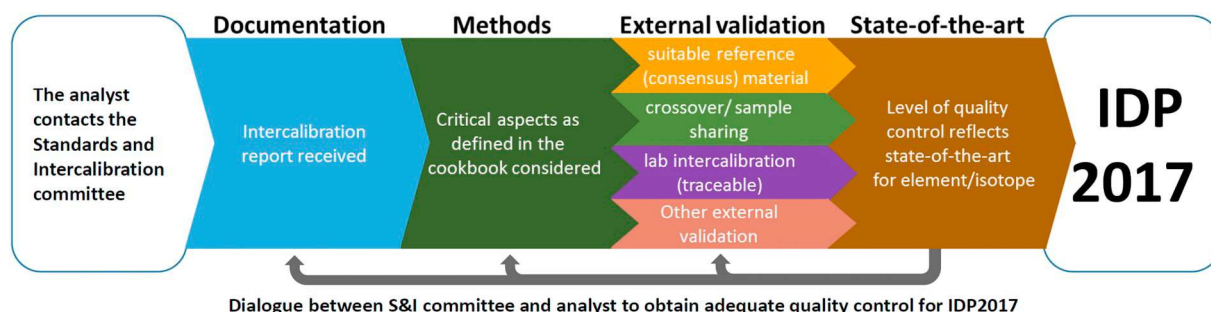 Documentation
Methods
External validation
State-of-the-art
The analyst
contacts the
Standards and
Intercalibration
committee
Intercalibration
report received
Critical aspects as
defined in the
cookbook considered
suitable reference
(consensus) material
crossover/ sample
sharing
lab intercalibration
(traceable)
Other external
validation
Level of quality
control reflects
state-of-the-art
for element/isotope
IDP
2017
Dialogue between S&I committee and analyst to obtain adequate quality control for IDP2017